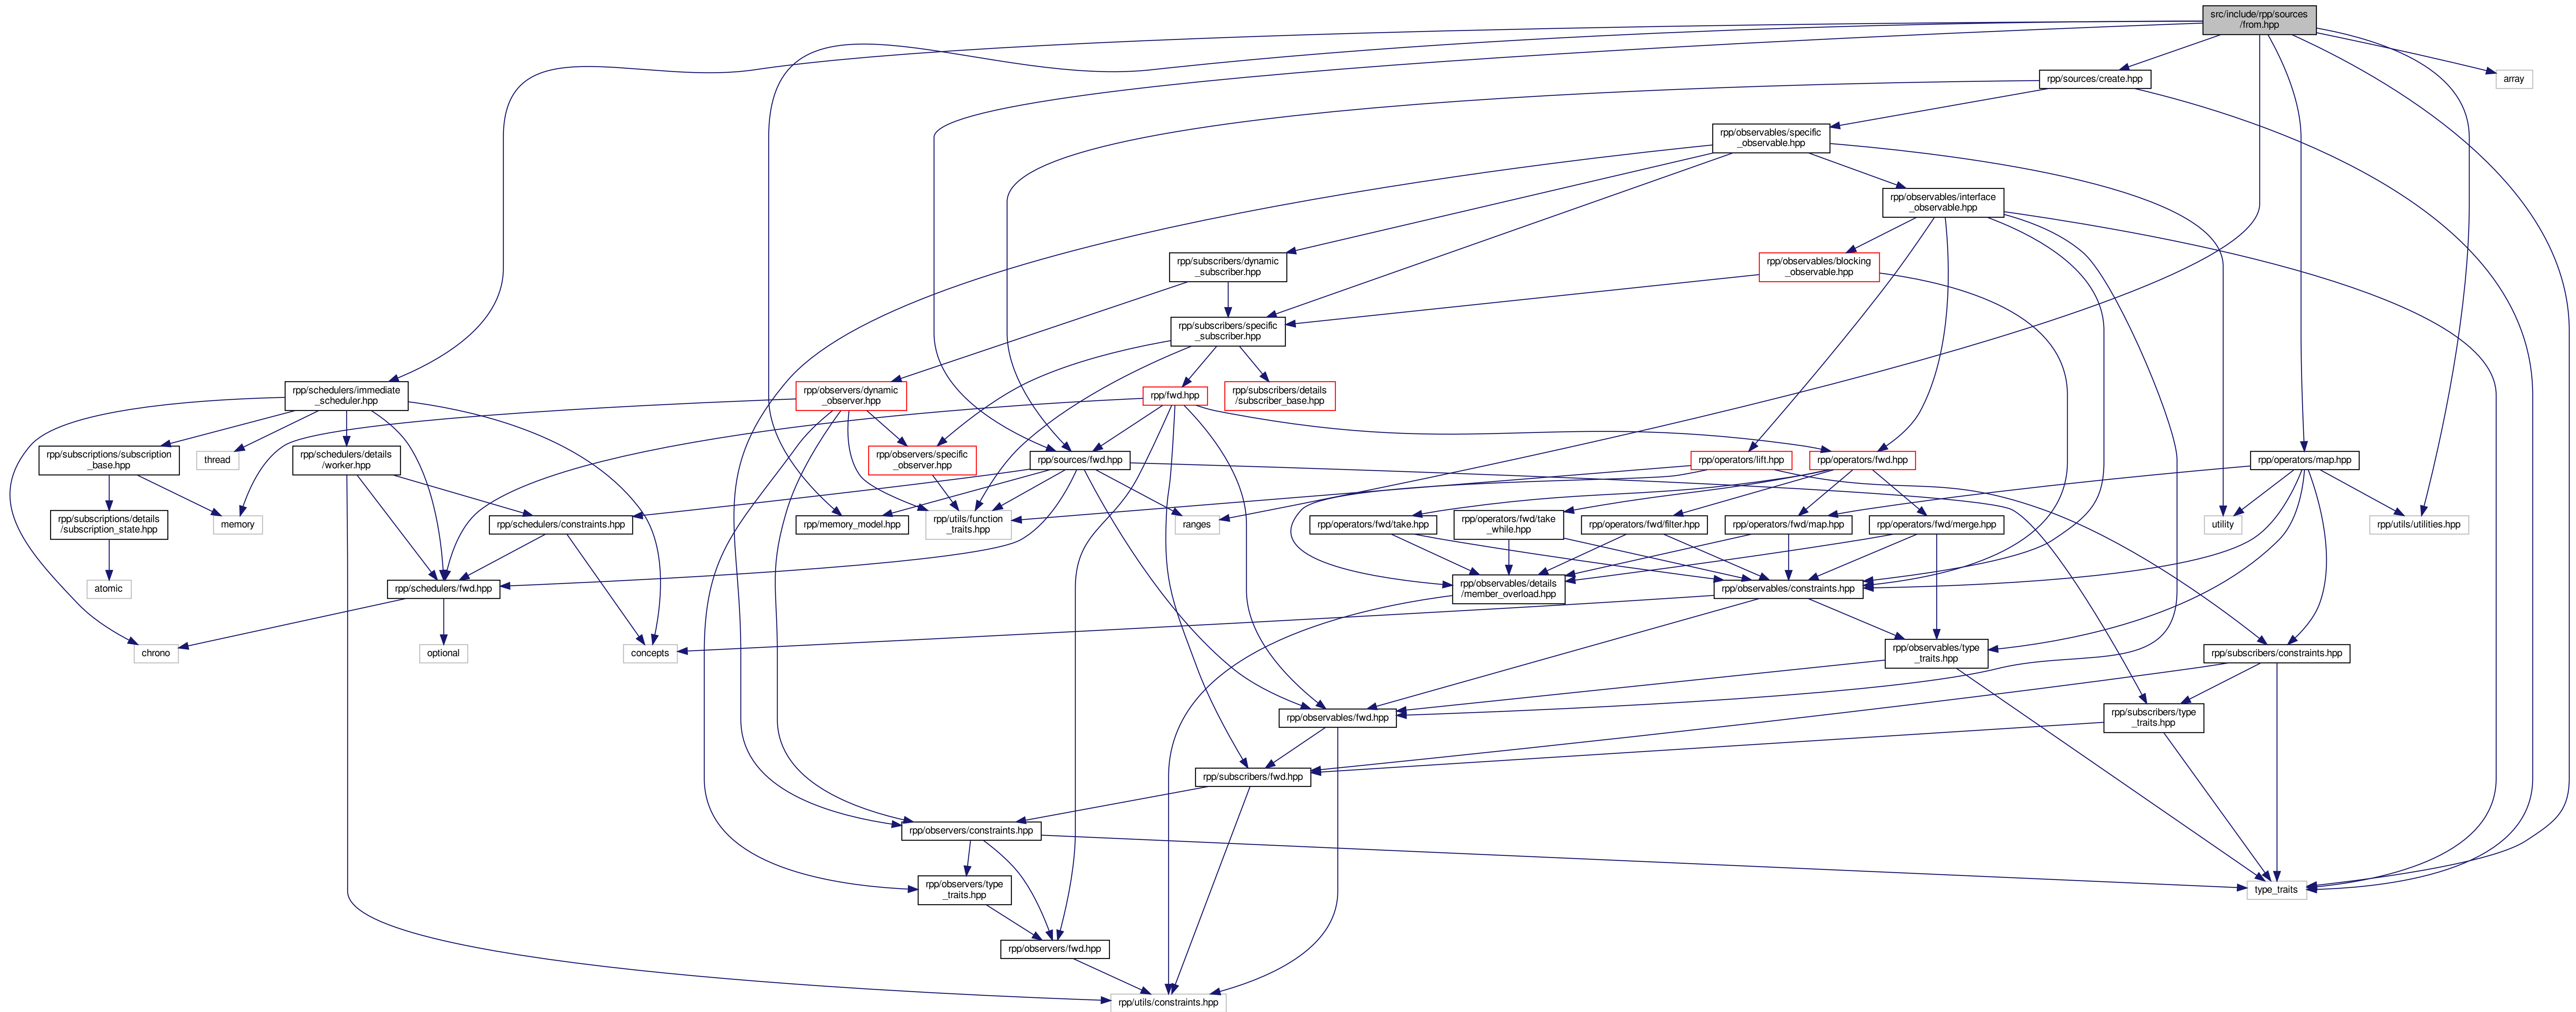 src/include/rpp/sources
/from.hpp
rpp/sources/create.hpp
array
rpp/observables/specific
_observable.hpp
rpp/observables/interface
_observable.hpp
rpp/subscribers/dynamic
_subscriber.hpp
rpp/observables/blocking
_observable.hpp
rpp/subscribers/specific
_subscriber.hpp
rpp/schedulers/immediate
_scheduler.hpp
rpp/observers/dynamic
_observer.hpp
rpp/fwd.hpp
rpp/subscribers/details
/subscriber_base.hpp
rpp/subscriptions/subscription
_base.hpp
thread
rpp/schedulers/details
/worker.hpp
rpp/observers/specific
_observer.hpp
rpp/sources/fwd.hpp
rpp/operators/lift.hpp
rpp/operators/fwd.hpp
rpp/operators/map.hpp
rpp/subscriptions/details
/subscription_state.hpp
memory
rpp/schedulers/constraints.hpp
rpp/memory_model.hpp
rpp/utils/function
_traits.hpp
ranges
rpp/operators/fwd/take.hpp
rpp/operators/fwd/take
_while.hpp
rpp/operators/fwd/filter.hpp
rpp/operators/fwd/map.hpp
rpp/operators/fwd/merge.hpp
utility
rpp/utils/utilities.hpp
atomic
rpp/schedulers/fwd.hpp
rpp/observables/details
/member_overload.hpp
rpp/observables/constraints.hpp
chrono
optional
concepts
rpp/observables/type
_traits.hpp
rpp/subscribers/constraints.hpp
rpp/observables/fwd.hpp
rpp/subscribers/type
_traits.hpp
rpp/subscribers/fwd.hpp
rpp/observers/constraints.hpp
rpp/observers/type
_traits.hpp
type_traits
rpp/observers/fwd.hpp
rpp/utils/constraints.hpp